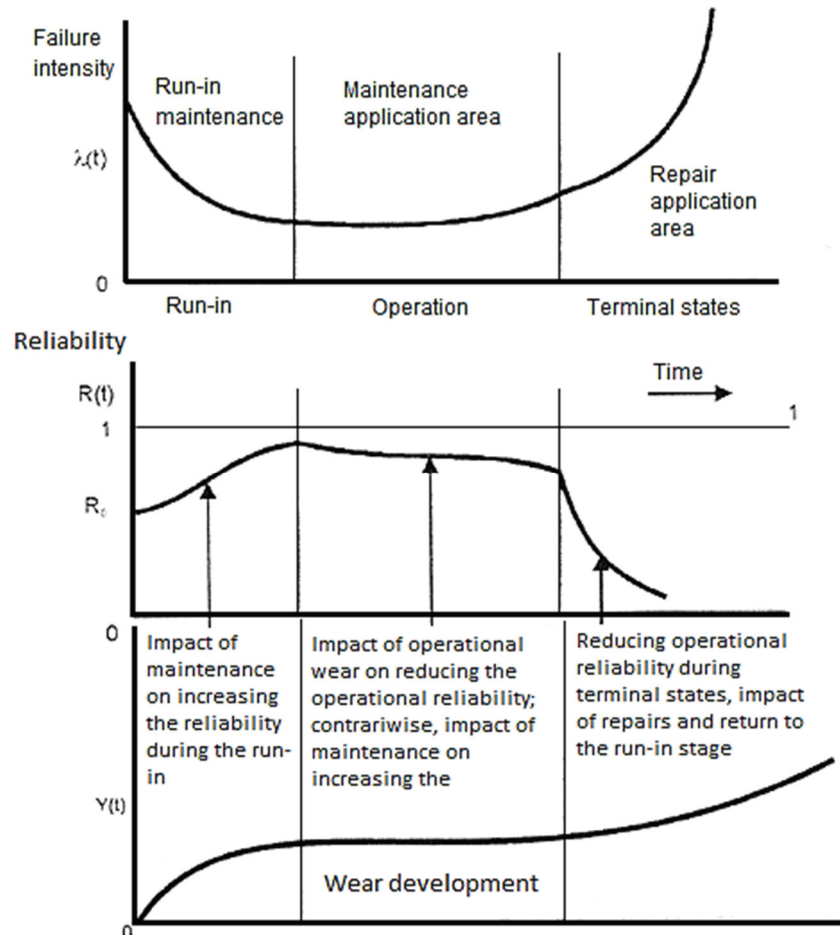 Failure
intensity
Run-in
maintenance
Maintenance
application area
λ(t)
Repair
application
area
0
Run-in
Operation
Terminal states
Reliability
R(t)
Time
1
1
R₀
0
Impact of
maintenance
on increasing
the reliability
during the run-
in
Impact of operational
wear on reducing the
operational reliability;
contrariwise, impact of
maintenance on
increasing the
Reducing operational
reliability during
terminal states, impact
of repairs and return to
the run-in stage
Y(t)
Wear development
0